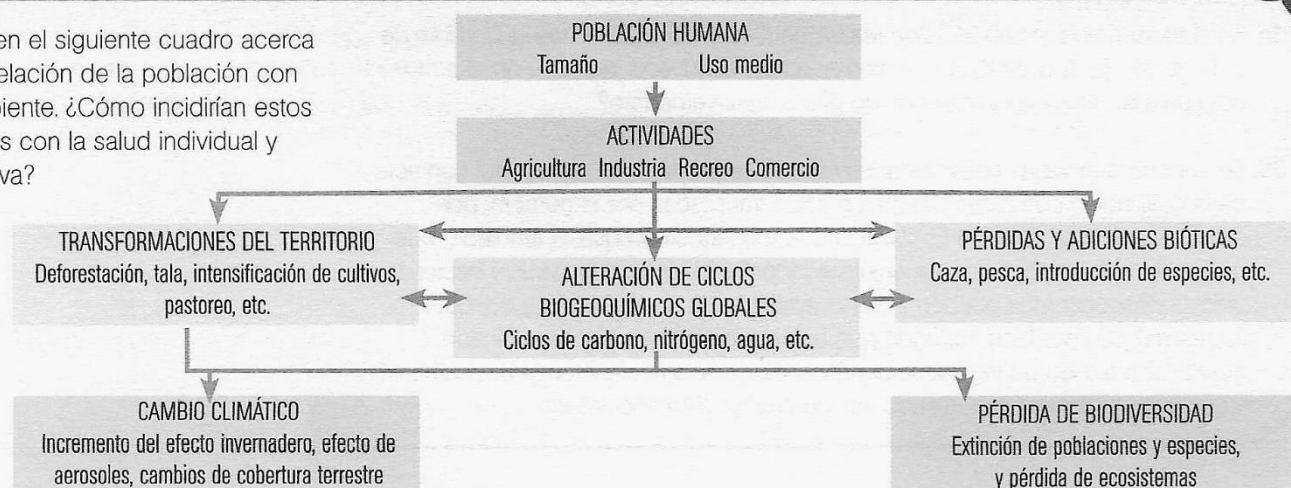 en el siguiente cuadro acerca
elación de la población con
iente. ¿Cómo incidirían estos
s con la salud individual y
va?
POBLACIÓN HUMANA
Tamaño Uso medio
ACTIVIDADES
Agricultura Industria Recreo Comercio
TRANSFORMACIONES DEL TERRITORIO
Deforestación, tala, intensificación de cultivos,
pastoreo, etc.
ALTERACIÓN DE CICLOS
BIOGEOQUÍMICOS GLOBALES
Ciclos de carbono, nitrógeno, agua, etc.
PÉRDIDAS Y ADICIONES BIÓTICAS
Caza, pesca, introducción de especies, etc.
CAMBIO CLIMÁTICO
Incremento del efecto invernadero, efecto de
aerosoles, cambios de cobertura terrestre
PÉRDIDA DE BIODIVERSIDAD
Extinción de poblaciones y especies,
y pérdida de ecosistemas